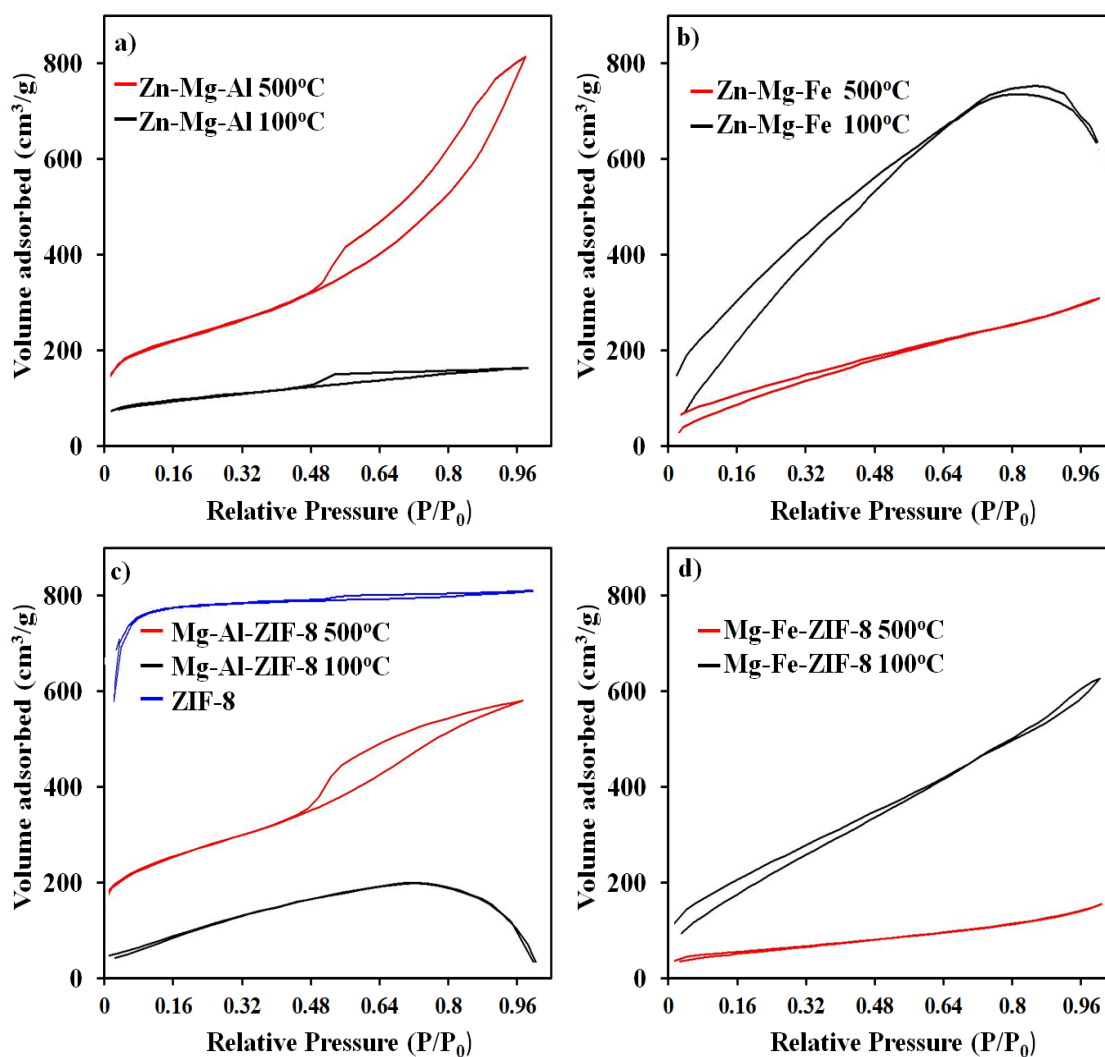 a)
Zn-Mg-Al 500°C
Zn-Mg-Al 100°C
Volume adsorbed (cm³/g)
800
600
400
200
0
0 0.16 0.32 0.48 0.64 0.8 0.96
Relative Pressure (P/P₀)
b)
Zn-Mg-Fe 500°C
Zn-Mg-Fe 100°C
Volume adsorbed (cm³/g)
800
600
400
200
0
0 0.16 0.32 0.48 0.64 0.8 0.96
Relative Pressure (P/P₀)
c)
Mg-Al-ZIF-8 500°C
Mg-Al-ZIF-8 100°C
ZIF-8
Volume adsorbed (cm³/g)
800
600
400
200
0
0 0.16 0.32 0.48 0.64 0.8 0.96
Relative Pressure (P/P₀)
d)
Mg-Fe-ZIF-8 500°C
Mg-Fe-ZIF-8 100°C
Volume adsorbed (cm³/g)
800
600
400
200
0
0 0.16 0.32 0.48 0.64 0.8 0.96
Relative Pressure (P/P₀)